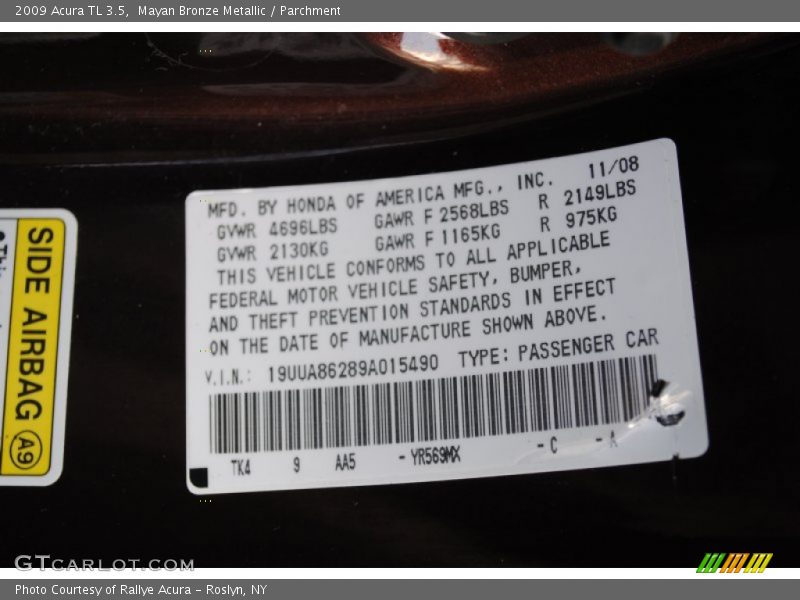 2009 Acura TL 3.5,  Mayan Bronze Metallic / Parchment
MFD. BY HONDA OF AMERICA MFG., INC. 11/08
GVWR 4696LBS GAWR F 2568LBS R 2149LBS
GVWR 2130KG GAWR F 1165KG R 975KG
THIS VEHICLE CONFORMS TO ALL APPLICABLE
FEDERAL MOTOR VEHICLE SAFETY, BUMPER,
AND THEFT PREVENTION STANDARDS IN EFFECT
ON THE DATE OF MANUFACTURE SHOWN ABOVE.
V.I.N.: 19UUA86289A015490 TYPE: PASSENGER CAR
TK4 9 AA5 -YR569MX -C -A
SIDE AIRBAG A9
GTCARLOT.COM
Photo Courtesy of Rallye Acura – Roslyn, NY